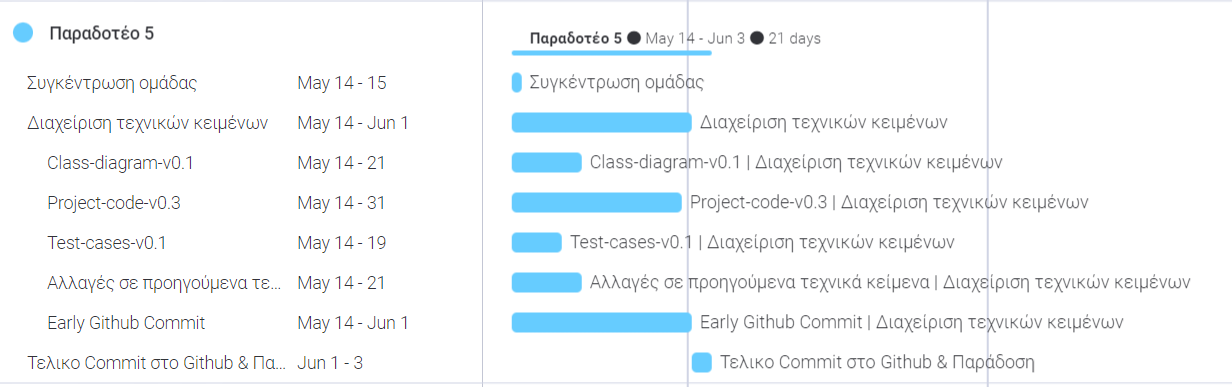 Παραδοτέο 5
Παραδοτέο 5 ● May 14 - Jun 3 ● 21 days
Συγκέντρωση ομάδας May 14 - 15 Συγκέντρωση ομάδας
Διαχείριση τεχνικών κειμένων May 14 - Jun 1 Διαχείριση τεχνικών κειμένων
Class-diagram-v0.1 May 14 - 21 Class-diagram-v0.1 | Διαχείριση τεχνικών κειμένων
Project-code-v0.3 May 14 - 31 Project-code-v0.3 | Διαχείριση τεχνικών κειμένων
Test-cases-v0.1 May 14 - 19 Test-cases-v0.1 | Διαχείριση τεχνικών κειμένων
Αλλαγές σε προηγούμενα τε... May 14 - 21 Αλλαγές σε προηγούμενα τεχνικά κείμενα | Διαχείριση τεχνικών κειμένων
Early Github Commit May 14 - Jun 1 Early Github Commit | Διαχείριση τεχνικών κειμένων
Τελικο Commit στο Github & Πα... Jun 1 - 3 Τελικο Commit στο Github & Παράδοση